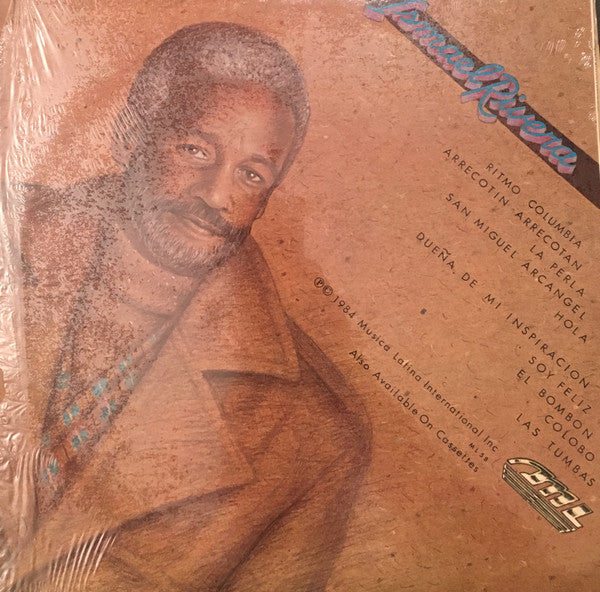 Ismael Rivera
RITMO COLUMBIA
ARRECOTIN ARRECOTAN
LA PERLA
SAN MIGUEL ARCANGEL
HOLA
DUEÑA DE MI INSPIRACION
SOY FELIZ
EL BOMBON
COLOBO
LAS TUMBAS
℗© 1984 Musica Latina International Inc
MLSB
Also Available On Cassettes